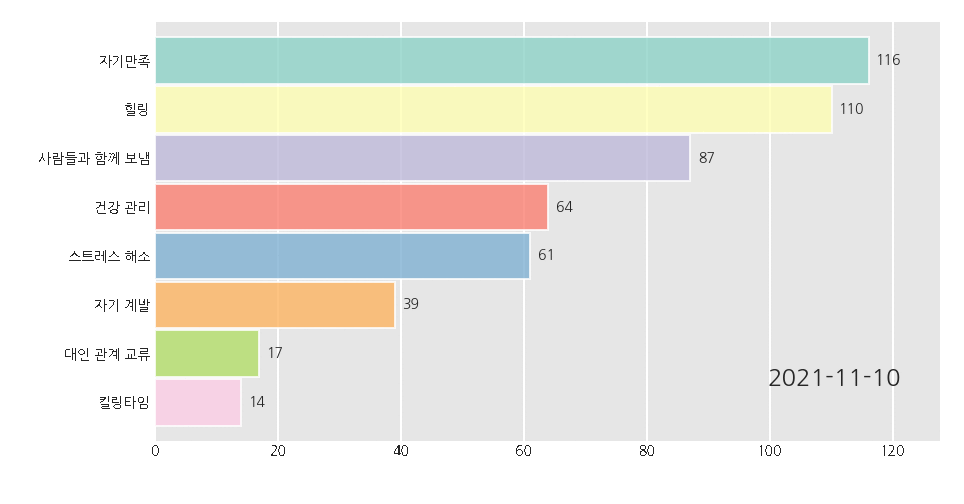 자기만족 116
힐링 110
사람들과 함께 보냄 87
건강 관리 64
스트레스 해소 61
자기 계발 39
대인 관계 교류 17
킬링타임 14
2021-11-10
0 20 40 60 80 100 120